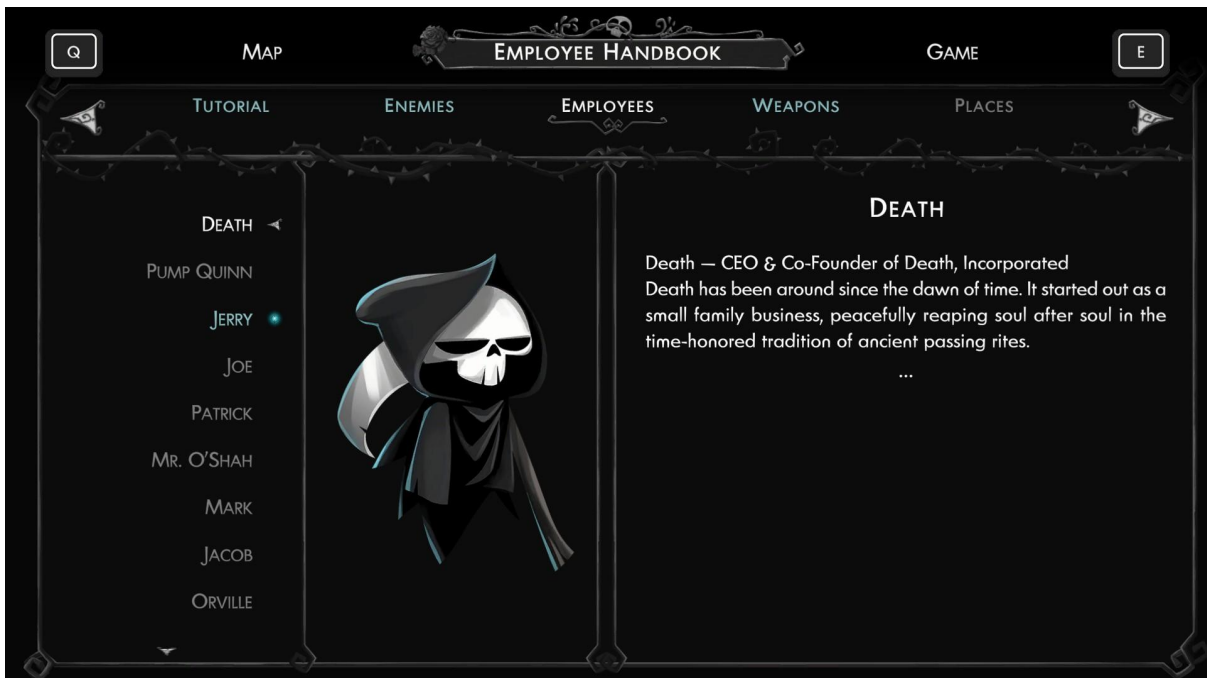 Q
Map
Employee Handbook
Game
E
Tutorial
Enemies
Employees
Weapons
Places
Death
Pump Quinn
Jerry
Joe
Patrick
Mr. O'Shah
Mark
Jacob
Orville
Death
Death — CEO & Co-Founder of Death, Incorporated
Death has been around since the dawn of time. It started out as a
small family business, peacefully reaping soul after soul in the
time-honored tradition of ancient passing rites.
...